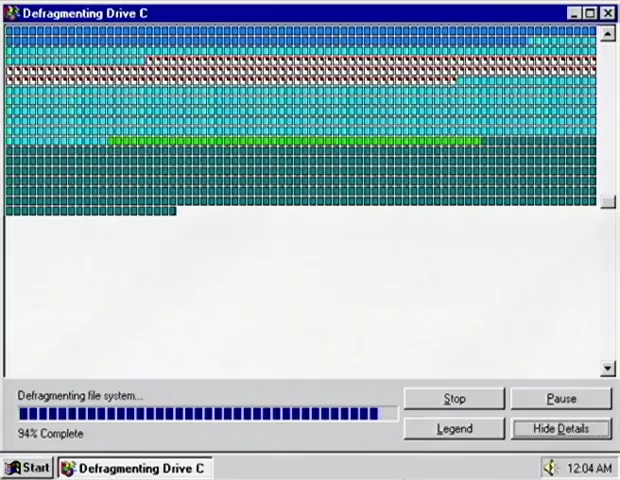 Defragmenting Drive C
Defragmenting file system...
94% Complete
Stop
Pause
Legend
Hide Details
Start
Defragmenting Drive C
12:04 AM